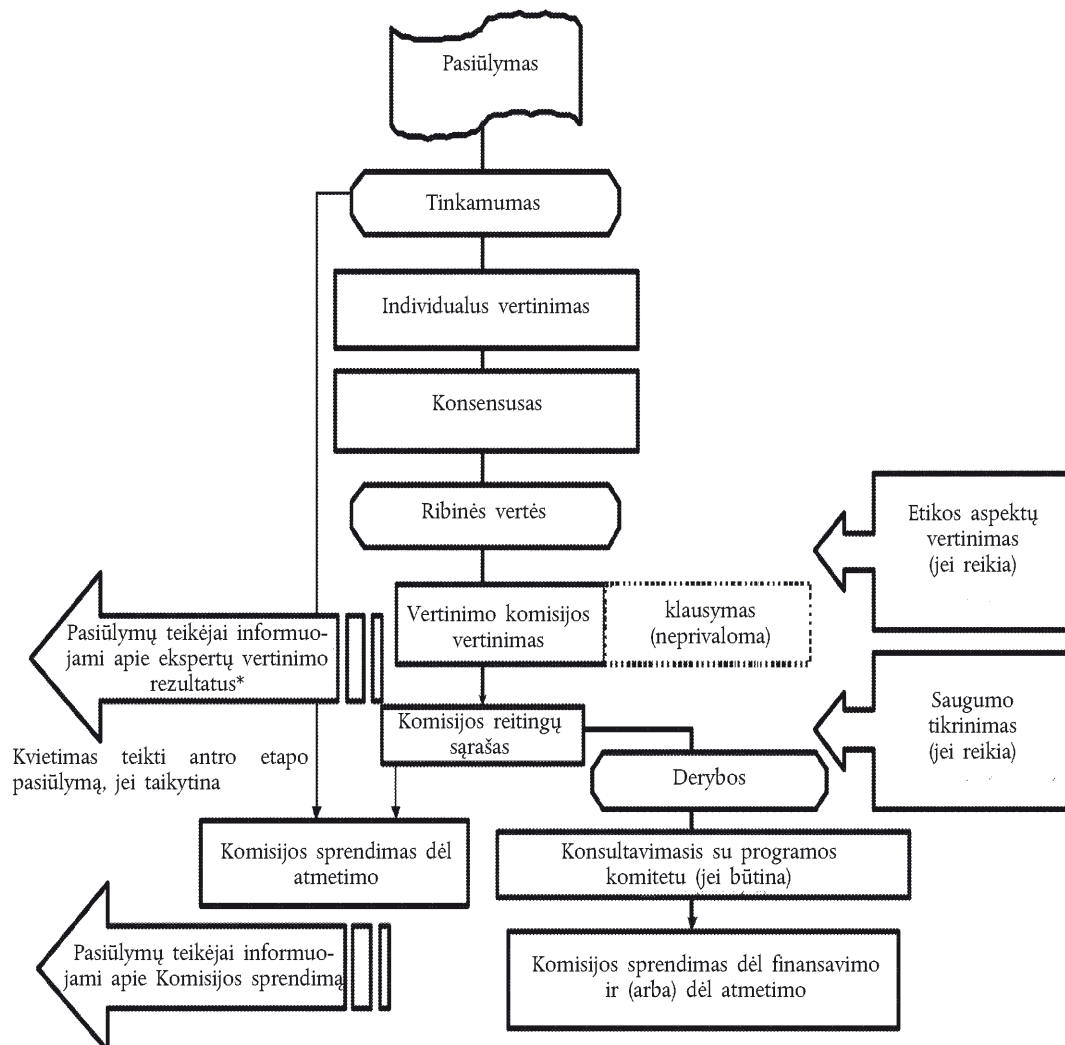 Pasiūlymas
Tinkamumas
Individualus vertinimas
Konsensusas
Ribinės vertės
Etikos aspektų
vertinimas
(jei reikia)
Vertinimo komisijos
vertinimas
klausymas
(neprivaloma)
Pasiūlymų teikėjai informuo-
jami apie ekspertų vertinimo
rezultatus*
Saugumo
tikrinimas
(jei reikia)
Komisijos reitingų
sąrašas
Kvietimas teikti antro etapo
pasiūlymą, jei taikytina
Derybos
Komisijos sprendimas dėl
atmetimo
Konsultavimasis su programos
komitetu (jei būtina)
Pasiūlymų teikėjai informuo-
jami apie Komisijos sprendimą
Komisijos sprendimas dėl finansavimo
ir (arba) dėl atmetimo